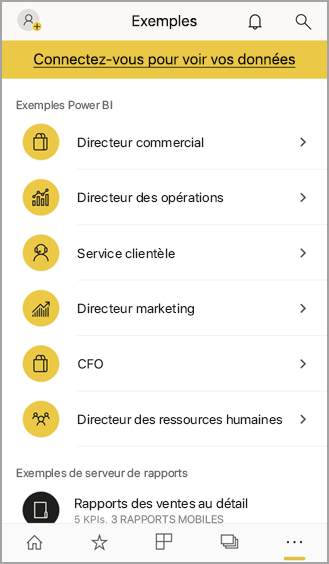 Exemples
Connectez-vous pour voir vos données
Exemples Power BI
Directeur commercial
Directeur des opérations
Service clientèle
Directeur marketing
CFO
Directeur des ressources humaines
Exemples de serveur de rapports
Rapports des ventes au détail
5 KPIs, 3 RAPPORTS MOBILES